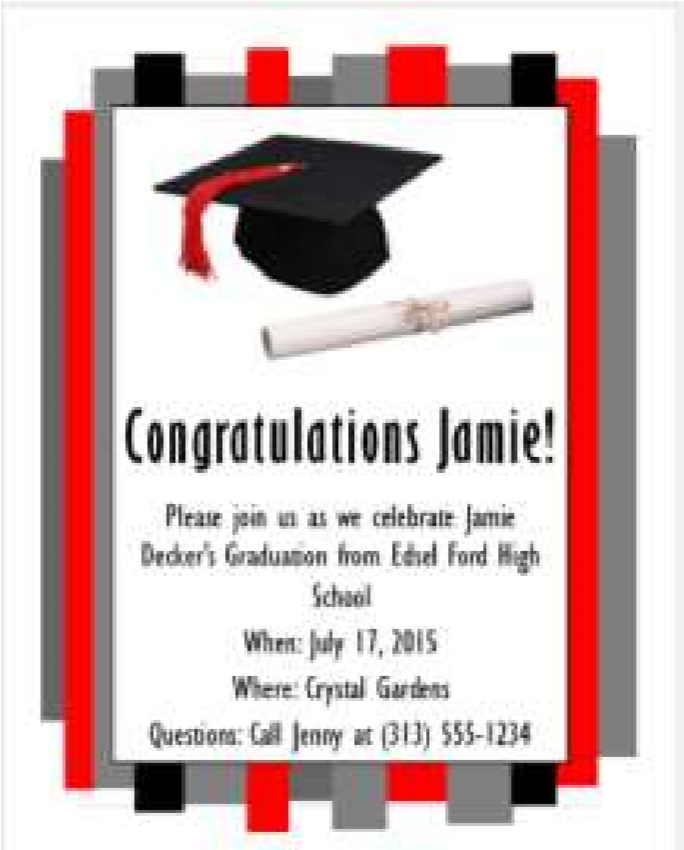 Congratulations Jamie!
Please join us as we celebrate Jamie
Decker's Graduation from Edsel Ford High
School
When: July 17, 2015
Where: Crystal Gardens
Questions: Call Jenny at (313) 555-1234